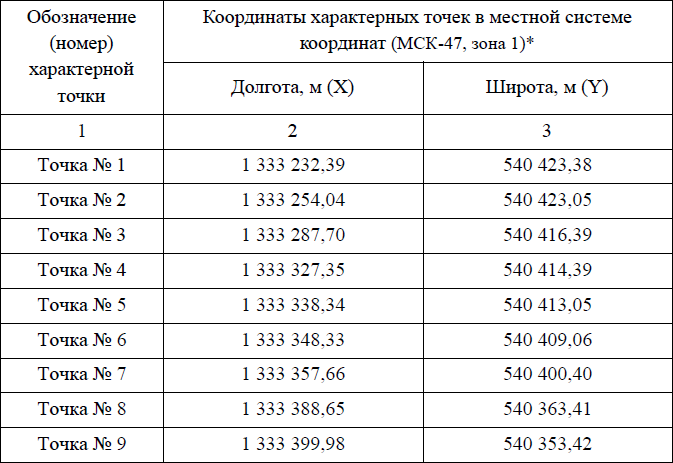 Обозначение
(номер)
характерной
точки
Координаты характерных точек в местной системе
координат (МСК-47, зона 1)*
Долгота, м (X)
Широта, м (Y)
1 2 3
Точка № 1 1 333 232,39 540 423,38
Точка № 2 1 333 254,04 540 423,05
Точка № 3 1 333 287,70 540 416,39
Точка № 4 1 333 327,35 540 414,39
Точка № 5 1 333 338,34 540 413,05
Точка № 6 1 333 348,33 540 409,06
Точка № 7 1 333 357,66 540 400,40
Точка № 8 1 333 388,65 540 363,41
Точка № 9 1 333 399,98 540 353,42